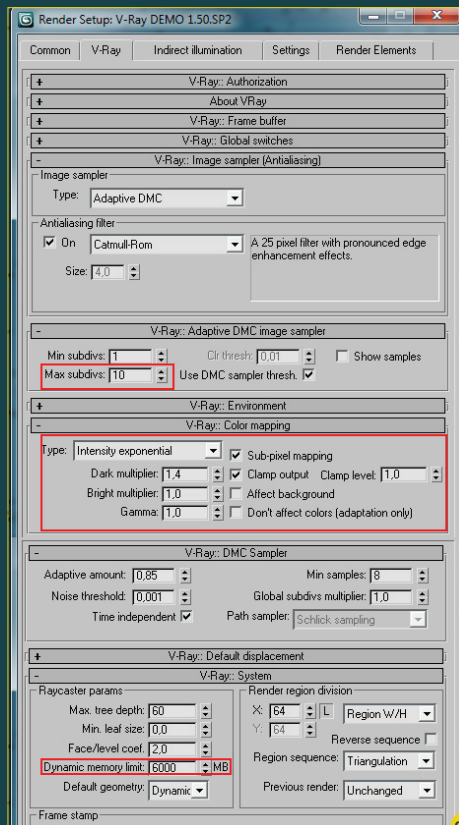 Render Setup: V-Ray DEMO 1.50.SP2
Common V-Ray Indirect illumination Settings Render Elements
+ V-Ray:: Authorization
+ About VRay
+ V-Ray:: Frame buffer
+ V-Ray:: Global switches
- V-Ray:: Image sampler (Antialiasing)
Image sampler
Type: Adaptive DMC
Antialiasing filter
On Catmull-Rom A 25 pixel filter with pronounced edge
enhancement effects.
Size: 4,0
- V-Ray:: Adaptive DMC image sampler
Min subdivs: 1 Clr thresh: 0,01 Show samples
Max subdivs: 10 Use DMC sampler thresh.
+ V-Ray:: Environment
- V-Ray:: Color mapping
Type: Intensity exponential Sub-pixel mapping
Dark multiplier: 1,4 Clamp output Clamp level: 1,0
Bright multiplier: 1,0 Affect background
Gamma: 1,0 Don't affect colors (adaptation only)
- V-Ray:: DMC Sampler
Adaptive amount: 0,85 Min samples: 8
Noise threshold: 0,001 Global subdivs multiplier: 1,0
Time independent Path sampler: Schlick sampling
+ V-Ray:: Default displacement
- V-Ray:: System
Raycaster params Render region division
Max. tree depth: 60 X: 64 L Region W/H
Min. leaf size: 0,0 Y: 64
Reverse sequence
Face/level coef. 2,0
Region sequence: Triangulation
Dynamic memory limit: 6000 MB
Default geometry: Dynamic Previous render: Unchanged
Frame stamp